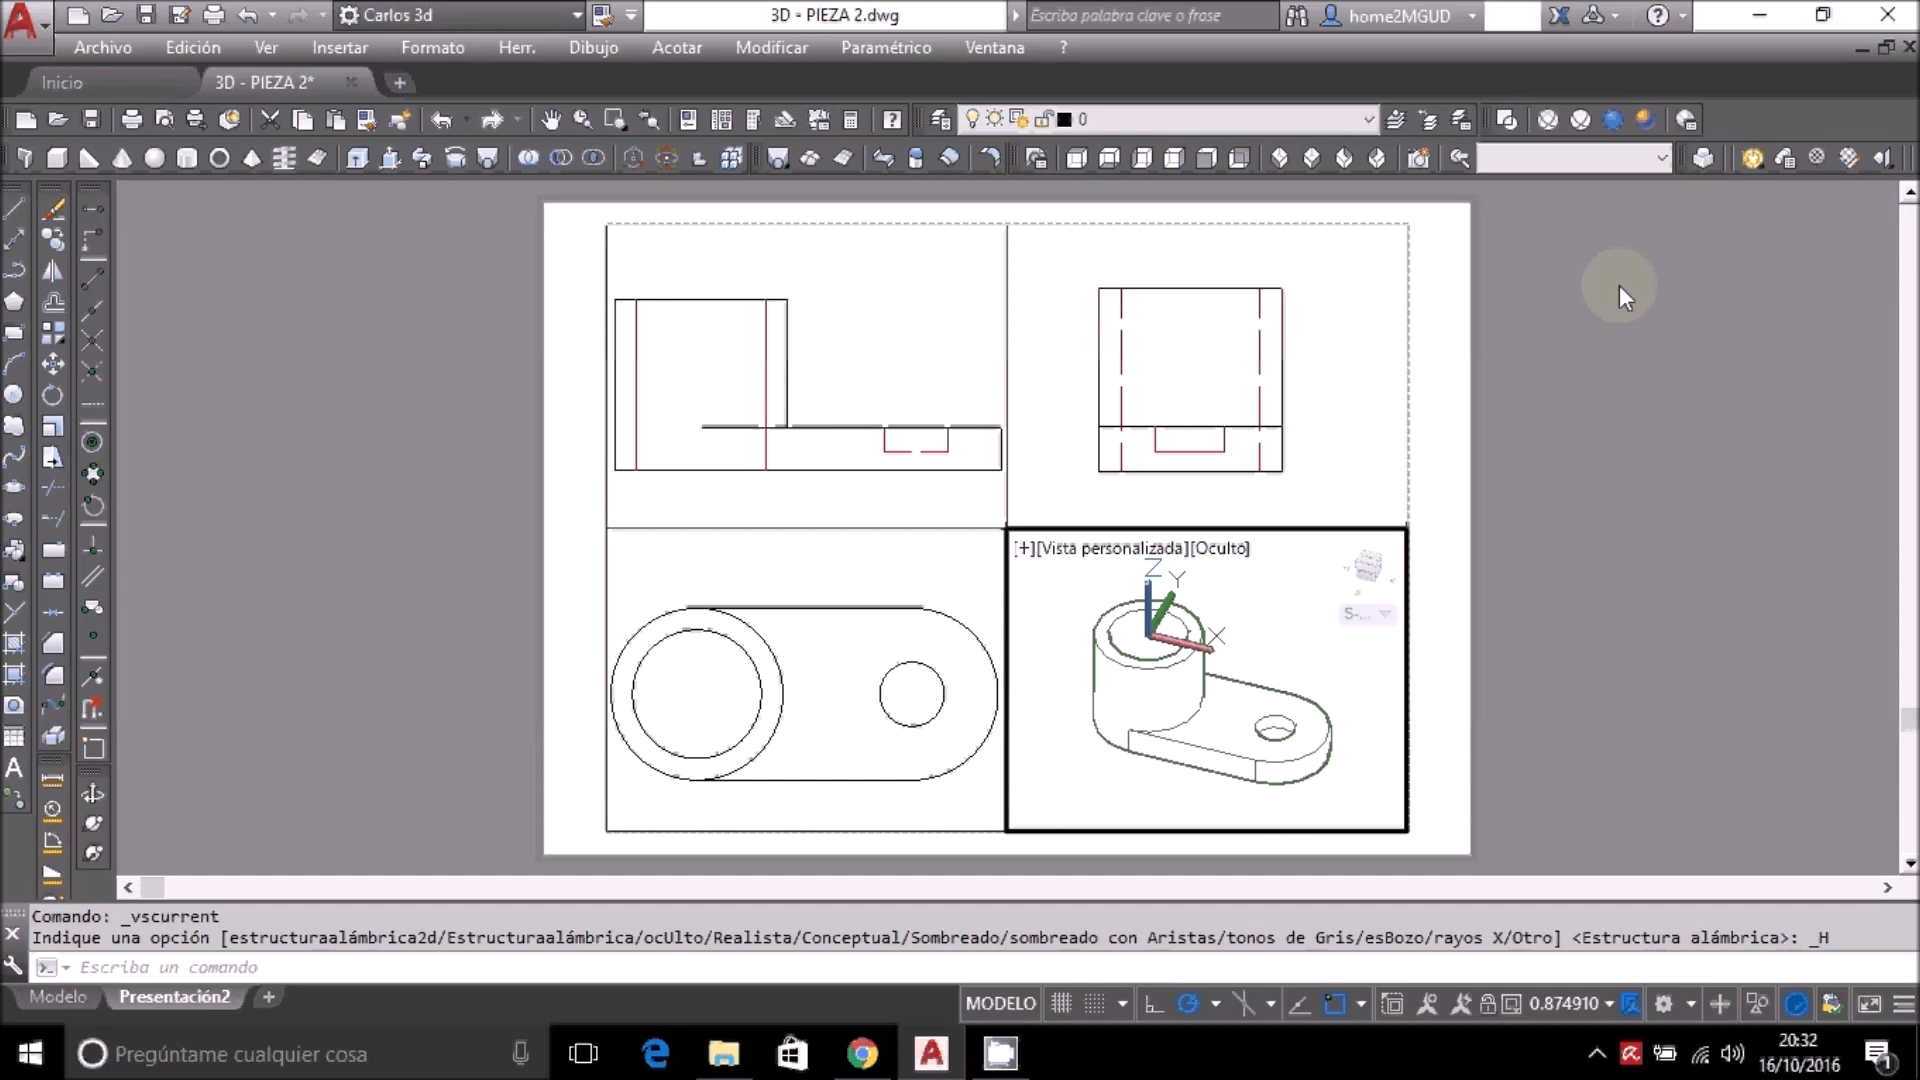 Carlos 3d
3D - PIEZA 2.dwg
Escriba palabra clave o frase
home2MGUD
Archivo Edición Ver Insertar Formato Herr. Dibujo Acotar Modificar Paramétrico Ventana ?
Inicio
3D - PIEZA 2*
0
[+][Vista personalizada][Oculto]
Z
Y
X
S-...
Comando: _vscurrent
Indique una opción [estructuraalámbrica2d/Estructuraalámbrica/ocUlto/Realista/Conceptual/Sombreado/sombreado con Aristas/tonos de Gris/esBozo/rayos X/Otro] <Estructura alámbrica>: _H
Escriba un comando
Modelo
Presentación2
MODELO
0.874910
Pregúntame cualquier cosa
20:32
16/10/2016
1